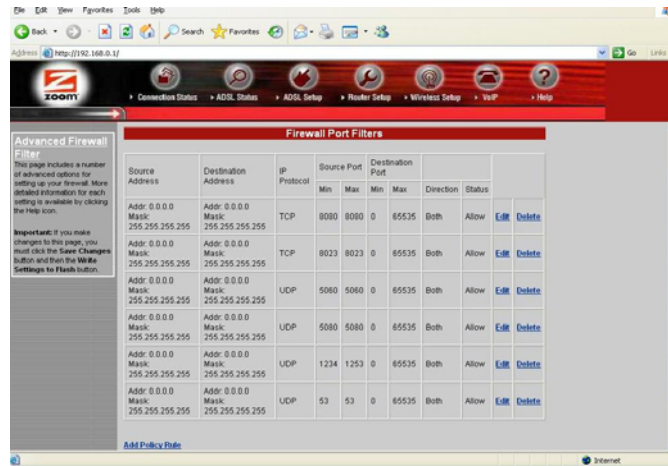 File Edit View Favorites Tools Help
Back Search Favorites
Address http://192.168.0.1/ Go Links
ZOOM Connection Status ADSL Status ADSL Setup Router Setup Wireless Setup VoIP Help
Advanced Firewall
Filter
This page includes a number
of advanced options for
setting up your firewall. More
detailed information for each
setting is available by clicking
the Help icon.
Important: If you make
changes to this page, you
must click the Save Changes
button and then the Write
Settings to Flash button.
Firewall Port Filters
Source Address Destination Address IP Protocol Source Port Destination Port
Min Max Min Max Direction Status
Addr: 0.0.0.0 Addr: 0.0.0.0
Mask: Mask: TCP 8080 8080 0 65535 Both Allow Edit Delete
255.255.255.255 255.255.255.255
Addr: 0.0.0.0 Addr: 0.0.0.0
Mask: Mask: TCP 8023 8023 0 65535 Both Allow Edit Delete
255.255.255.255 255.255.255.255
Addr: 0.0.0.0 Addr: 0.0.0.0
Mask: Mask: UDP 5060 5060 0 65535 Both Allow Edit Delete
255.255.255.255 255.255.255.255
Addr: 0.0.0.0 Addr: 0.0.0.0
Mask: Mask: UDP 5080 5080 0 65535 Both Allow Edit Delete
255.255.255.255 255.255.255.255
Addr: 0.0.0.0 Addr: 0.0.0.0
Mask: Mask: UDP 1234 1253 0 65535 Both Allow Edit Delete
255.255.255.255 255.255.255.255
Addr: 0.0.0.0 Addr: 0.0.0.0
Mask: Mask: UDP 53 53 0 65535 Both Allow Edit Delete
255.255.255.255 255.255.255.255
Add Policy Rule
Internet